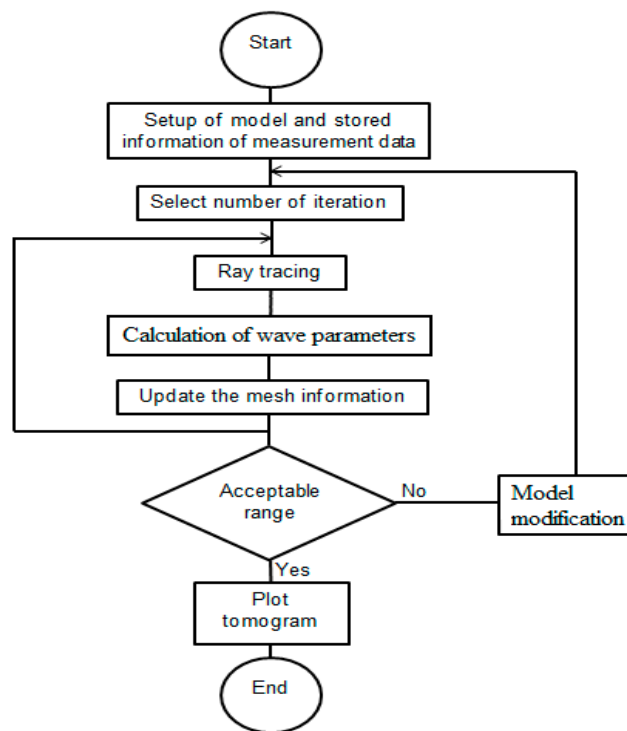 Start
Setup of model and stored
information of measurement data
Select number of iteration
Ray tracing
Calculation of wave parameters
Update the mesh information
Acceptable
range
No
Model
modification
Yes
Plot
tomogram
End